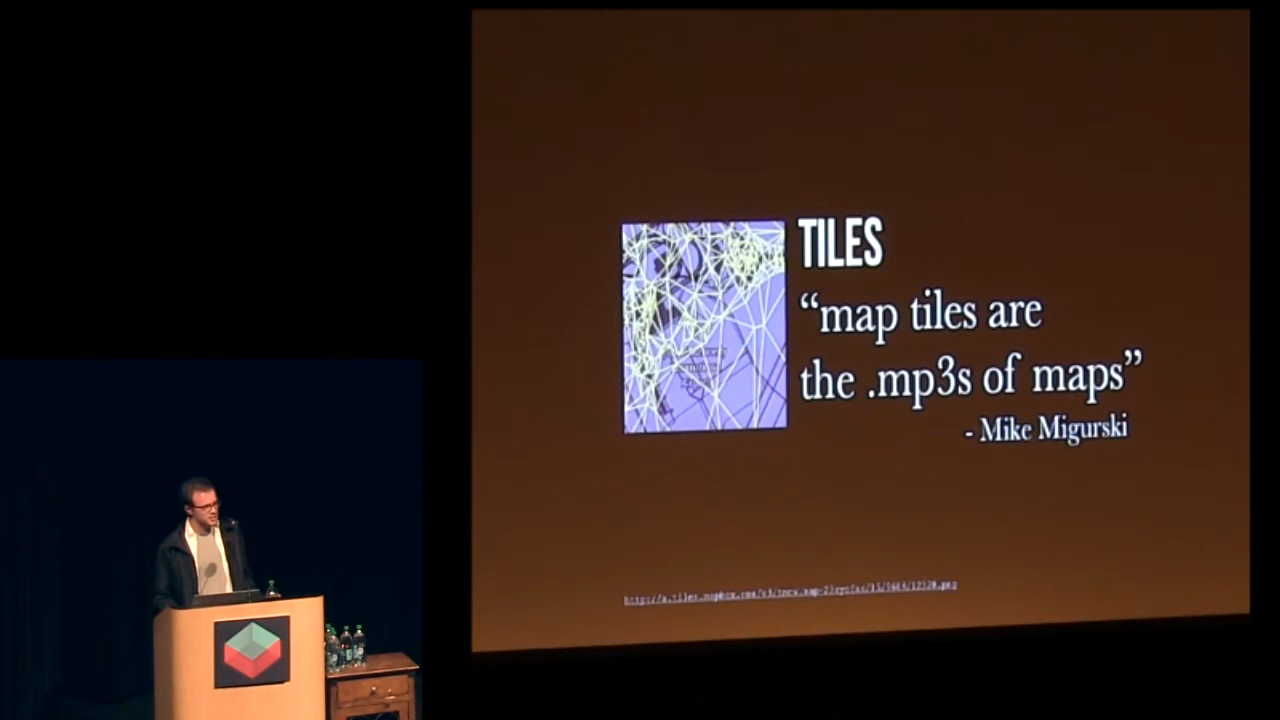 TILES
“map tiles are
the .mp3s of maps”
- Mike Migurski